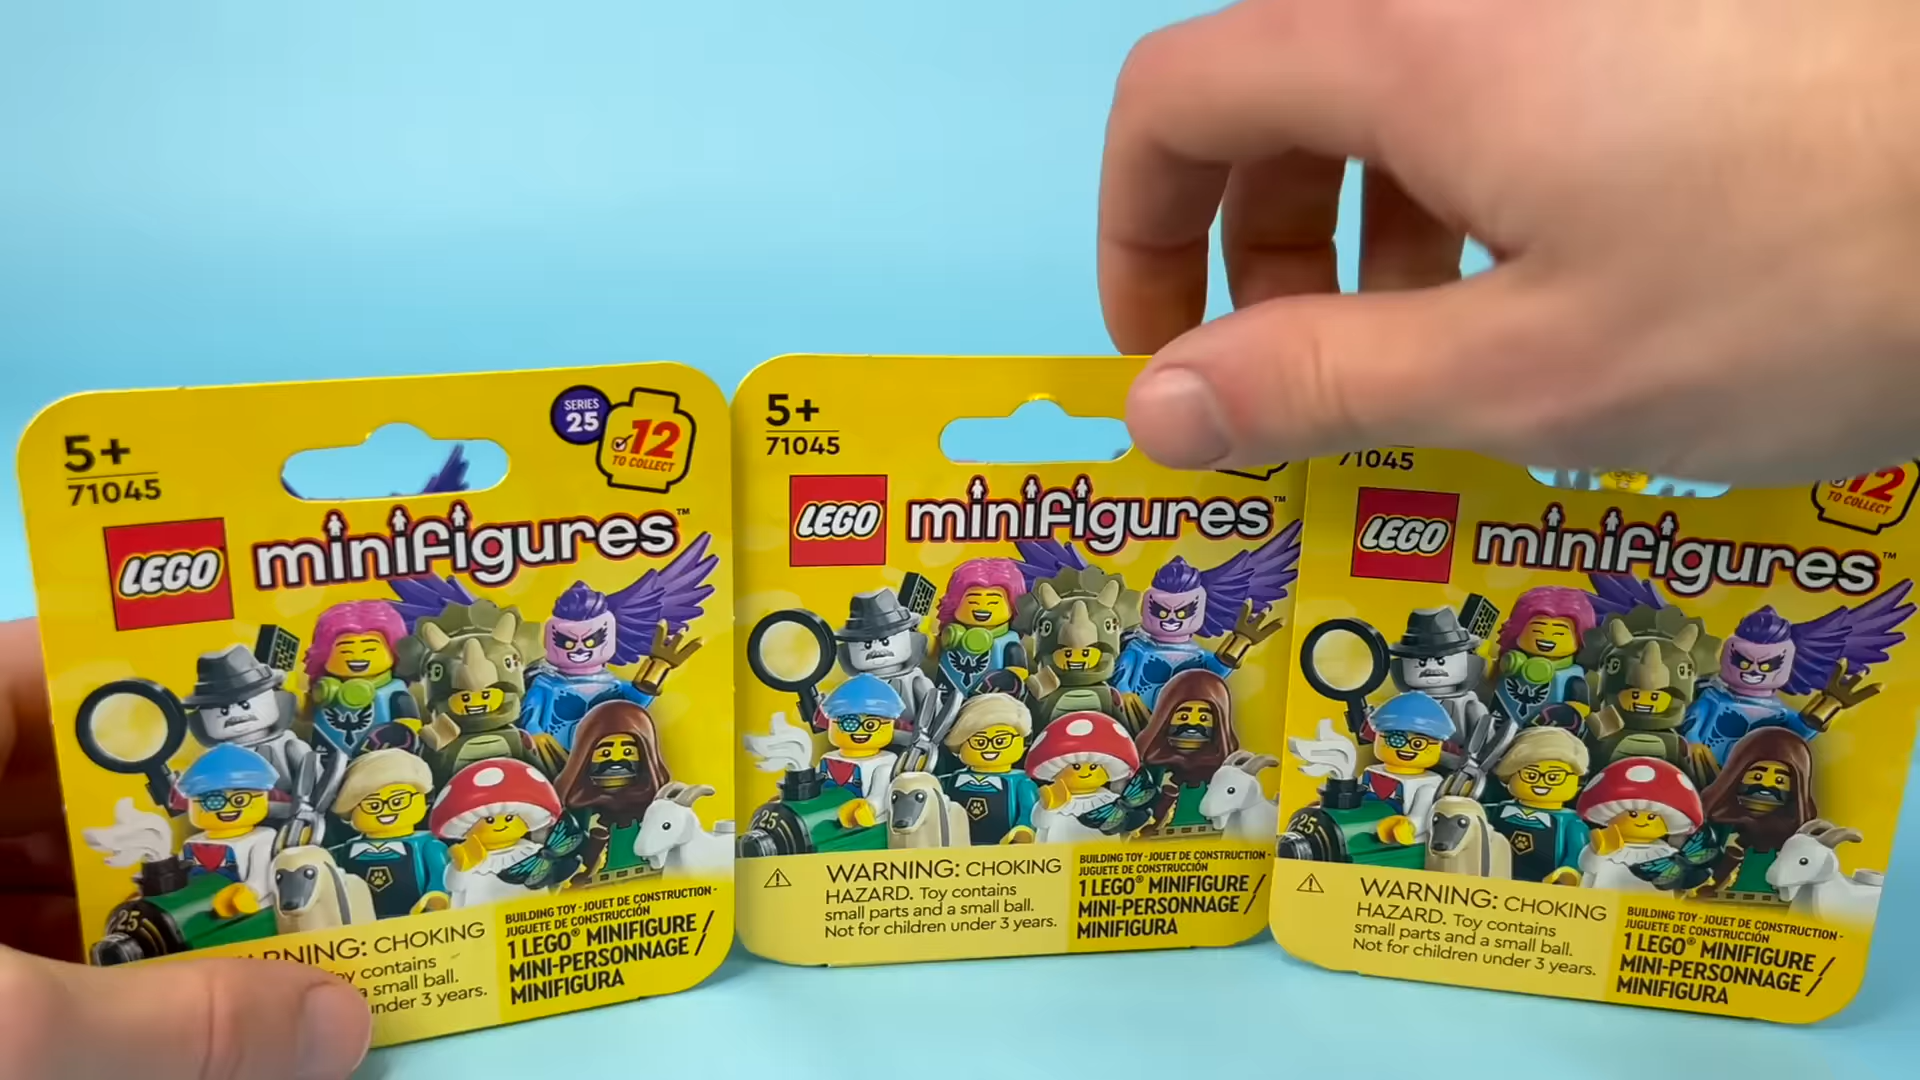 5+
71045
SERIES
25
12
TO COLLECT
LEGO
minifigures™
25
WARNING: CHOKING
contains
a small ball.
under 3 years.
BUILDING TOY - JOUET DE CONSTRUCTION -
JUGUETE DE CONSTRUCCIÓN
1 LEGO® MINIFIGURE /
MINI-PERSONNAGE /
MINIFIGURA
5+
71045
LEGO
minifigures™
25
WARNING: CHOKING
HAZARD. Toy contains
small parts and a small ball.
Not for children under 3 years.
BUILDING TOY - JOUET DE CONSTRUCTION -
JUGUETE DE CONSTRUCCIÓN
1 LEGO® MINIFIGURE /
MINI-PERSONNAGE /
MINIFIGURA
71045
12
TO COLLECT
LEGO
minifigures™
25
WARNING: CHOKING
HAZARD. Toy contains
small parts and a small ball.
Not for children under 3 years.
BUILDING TOY - JOUET DE CONSTRUCTION -
JUGUETE DE CONSTRUCCIÓN
1 LEGO® MINIFIGURE /
MINI-PERSONNAGE /
MINIFIGURA